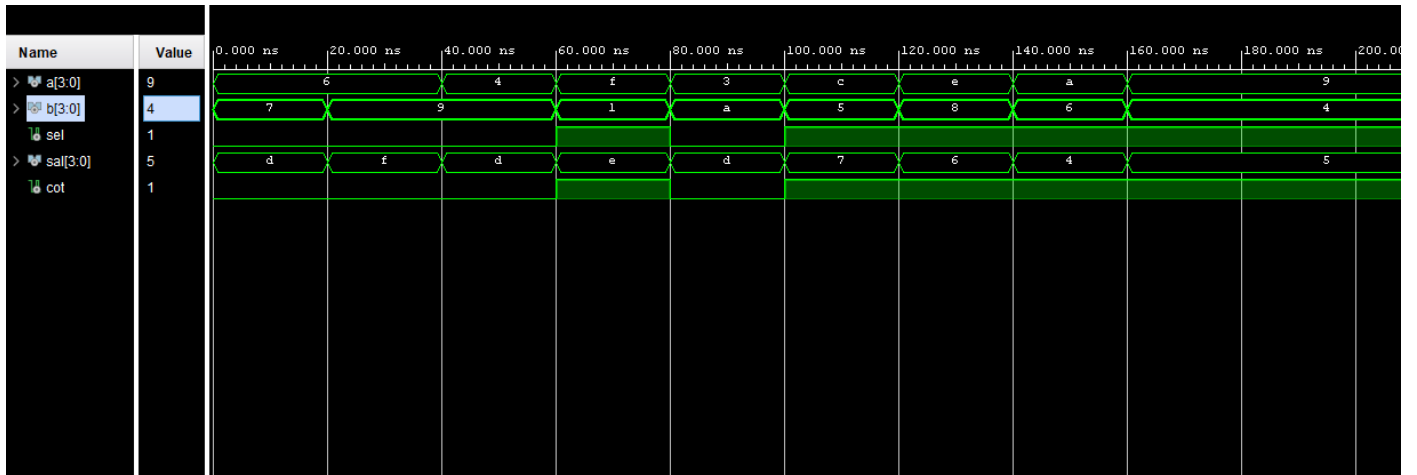 Name Value 0.000 ns 20.000 ns 40.000 ns 60.000 ns 80.000 ns 100.000 ns 120.000 ns 140.000 ns 160.000 ns 180.000 ns 200.0
a[3:0] 9 6 4 f 3 c e a 9
b[3:0] 4 7 9 1 a 5 8 6 4
sel 1
sal[3:0] 5 d f d e d 7 6 4 5
cot 1